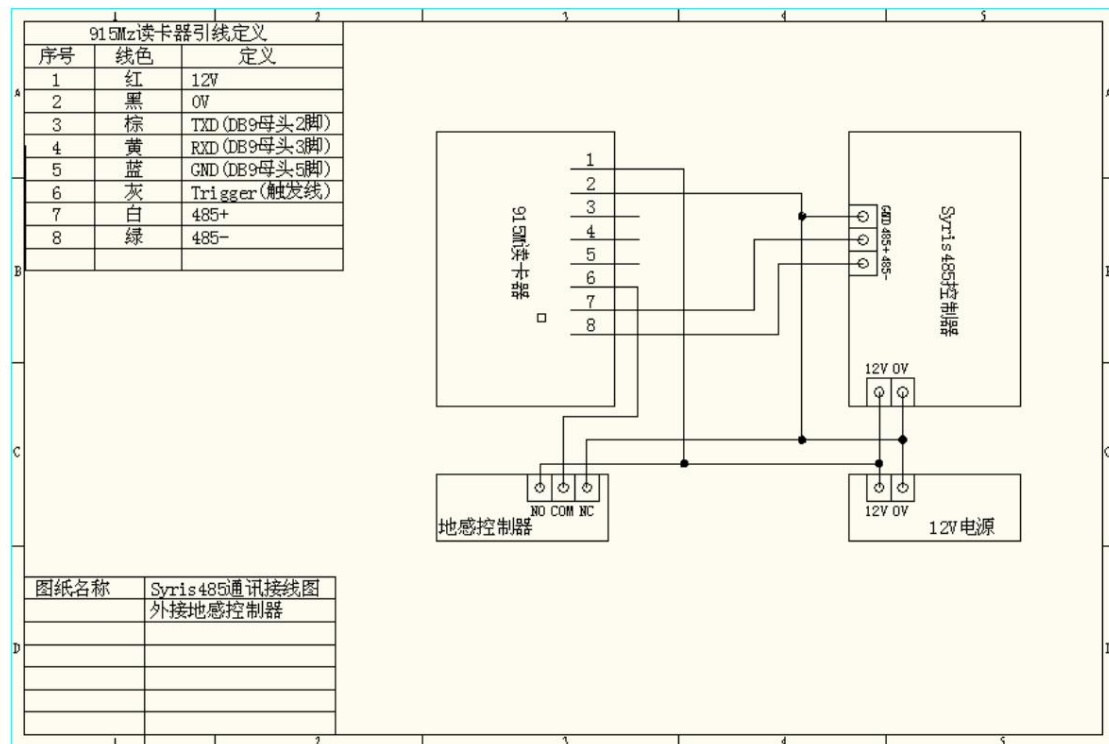 1 2 3 4 5
A
B
C
D
915Mz读卡器引线定义
序号 线色 定义
1 红 12V
2 黑 0V
3 棕 TXD(DB9母头2脚)
4 黄 RXD(DB9母头3脚)
5 蓝 GND(DB9母头5脚)
6 灰 Trigger(触发线)
7 白 485+
8 绿 485-
915M读卡器
1
2
3
4
5
6
7
8
GND 485+ 485-
Syris485控制器
12V 0V
NO COM NC
地感控制器
12V 0V
12V电源
图纸名称 Syris485通讯接线图
外接地感控制器
1 2 3 4 5